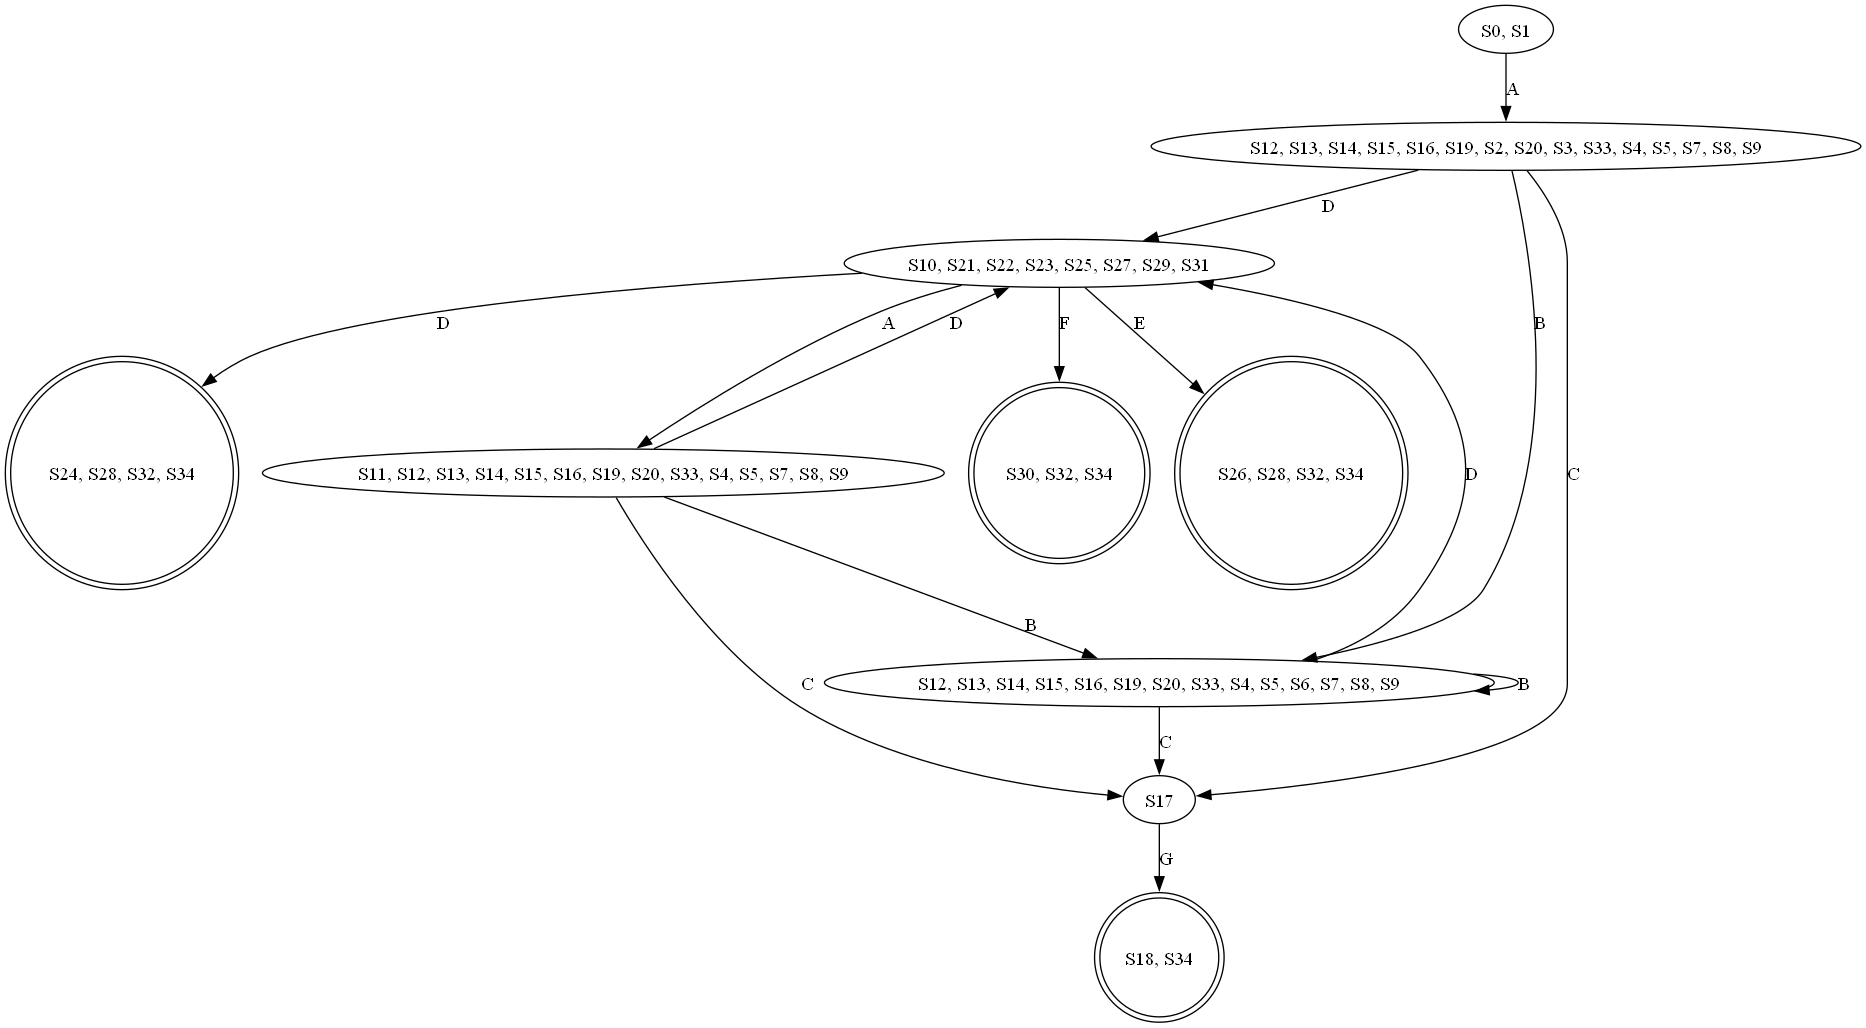 S0, S1
A
S12, S13, S14, S15, S16, S19, S2, S20, S3, S33, S4, S5, S7, S8, S9
D
S10, S21, S22, S23, S25, S27, S29, S31
D
A
D
F
E
B
S24, S28, S32, S34
S11, S12, S13, S14, S15, S16, S19, S20, S33, S4, S5, S7, S8, S9
S30, S32, S34
S26, S28, S32, S34
D
C
B
C
S12, S13, S14, S15, S16, S19, S20, S33, S4, S5, S6, S7, S8, S9
B
C
S17
G
S18, S34